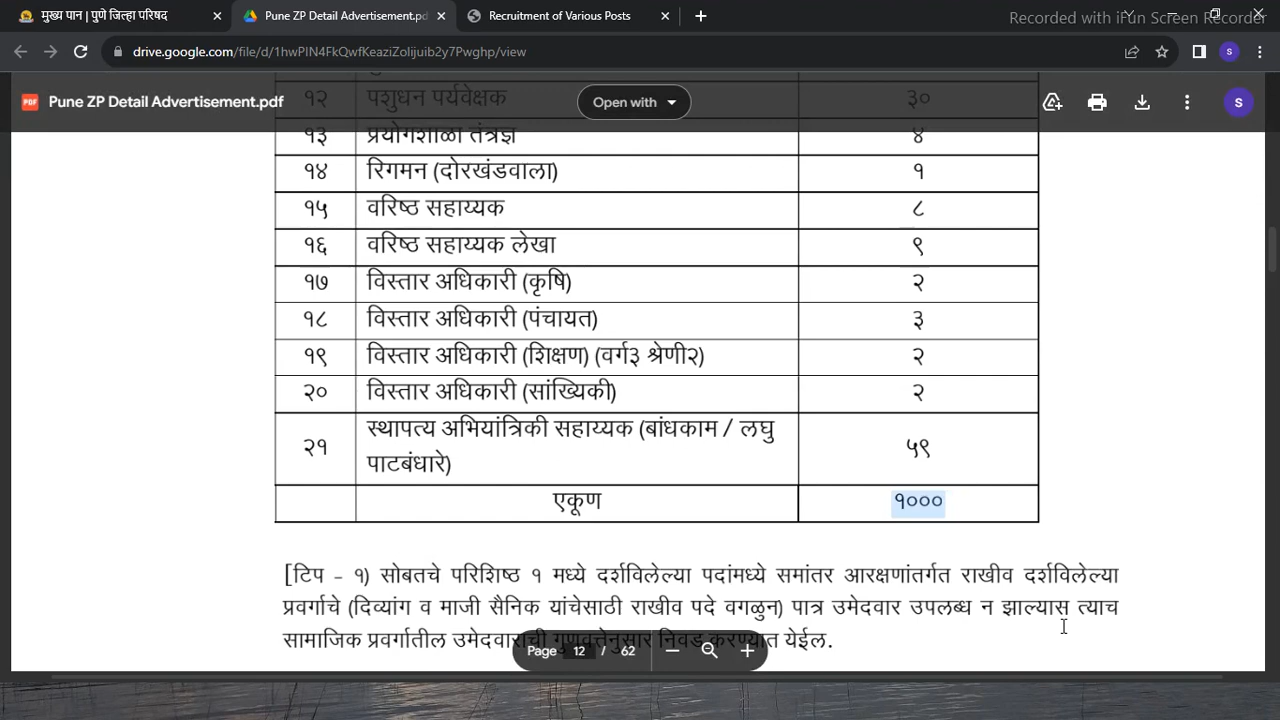 मुख्य पान | पुणे जिल्हा परिषद
Pune ZP Detail Advertisement.pd
Recruitment of Various Posts
Recorded with iFun Screen Recorder
drive.google.com/file/d/1hwPIN4FkQwfKeaziZolijuib2y7Pwghp/view
S
PDF Pune ZP Detail Advertisement.pdf
Open with
S
१२ पशुधन पर्यवेक्षक ३०
१३ प्रयोगशाळा तंत्रज्ञ ४
१४ रिगमन (दोरखंडवाला) १
१५ वरिष्ठ सहाय्यक ८
१६ वरिष्ठ सहाय्यक लेखा ९
१७ विस्तार अधिकारी (कृषि) २
१८ विस्तार अधिकारी (पंचायत) ३
१९ विस्तार अधिकारी (शिक्षण) (वर्ग३ श्रेणी२) २
२० विस्तार अधिकारी (सांख्यिकी) २
२१ स्थापत्य अभियांत्रिकी सहाय्यक (बांधकाम / लघु ५९
पाटबंधारे)
एकूण १०००
[टिप - १) सोबतचे परिशिष्ठ १ मध्ये दर्शविलेल्या पदांमध्ये समांतर आरक्षणांतर्गत राखीव दर्शविलेल्या
प्रवर्गाचे (दिव्यांग व माजी सैनिक यांचेसाठी राखीव पदे वगळुन) पात्र उमेदवार उपलब्ध न झाल्यास त्याच
सामाजिक प्रवर्गातील उमेदवाराची गुणवत्तेनुसार निवड करण्यात येईल.
Page 12 / 62